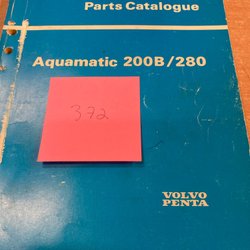 Parts Catalogue
Aquamatic 200B/280
372
VOLVO
PENTA